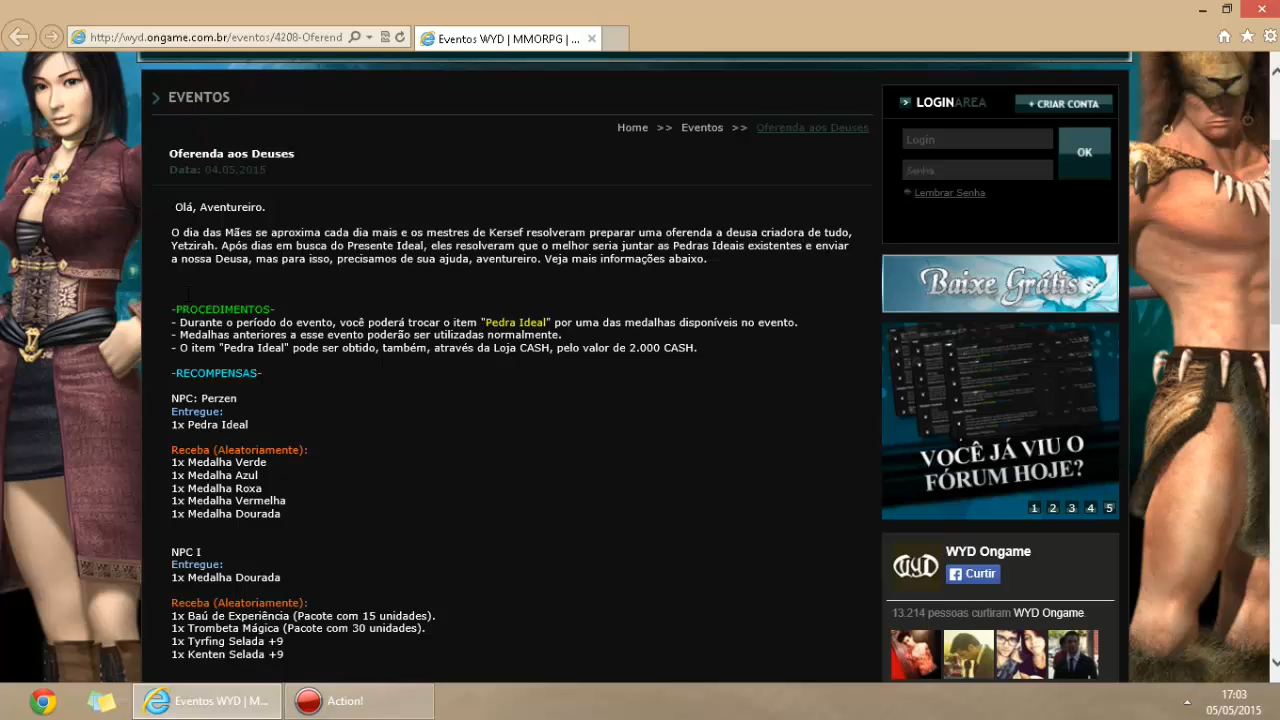 http://wyd.ongame.com.br/eventos/4208-Oferend
Eventos WYD | MMORPG | ...
EVENTOS
LOGINAREA
+ CRIAR CONTA
Home >> Eventos >> Oferenda aos Deuses
Login
OK
Oferenda aos Deuses
Data: 04.05.2015
Senha
Lembrar Senha
Olá, Aventureiro.
O dia das Mães se aproxima cada dia mais e os mestres de Kersef resolveram preparar uma oferenda a deusa criadora de tudo,
Yetzirah. Após dias em busca do Presente Ideal, eles resolveram que o melhor seria juntar as Pedras Ideais existentes e enviar
a nossa Deusa, mas para isso, precisamos de sua ajuda, aventureiro. Veja mais informações abaixo.
Baixe Grátis
-PROCEDIMENTOS-
- Durante o período do evento, você poderá trocar o item "Pedra Ideal" por uma das medalhas disponíveis no evento.
- Medalhas anteriores a esse evento poderão ser utilizadas normalmente.
- O item "Pedra Ideal" pode ser obtido, também, através da Loja CASH, pelo valor de 2.000 CASH.
-RECOMPENSAS-
NPC: Perzen
Entregue:
1x Pedra Ideal
Receba (Aleatoriamente):
1x Medalha Verde
1x Medalha Azul
1x Medalha Roxa
1x Medalha Vermelha
1x Medalha Dourada
VOCÊ JÁ VIU O
FÓRUM HOJE?
1 2 3 4 5
NPC I
Entregue:
1x Medalha Dourada
Receba (Aleatoriamente):
1x Baú de Experiência (Pacote com 15 unidades).
1x Trombeta Mágica (Pacote com 30 unidades).
1x Tyrfing Selada +9
1x Kenten Selada +9
WYD
WYD Ongame
Curtir
13.214 pessoas curtiram WYD Ongame.
Eventos WYD | M...
Action!
17:03
05/05/2015